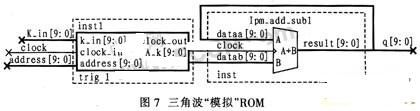 inst1
lpm_add_sub1
K_in[9:0]
clock
address[9:0]
k_in[9:0] clock_out
clock_in A_k[9:0]
address[9:0]
trig_1
dataa[9:0]
clock
datab[9:0]
A
B
A+B
result[9:0]
q[9:0]
inst
图7 三角波“模拟”ROM